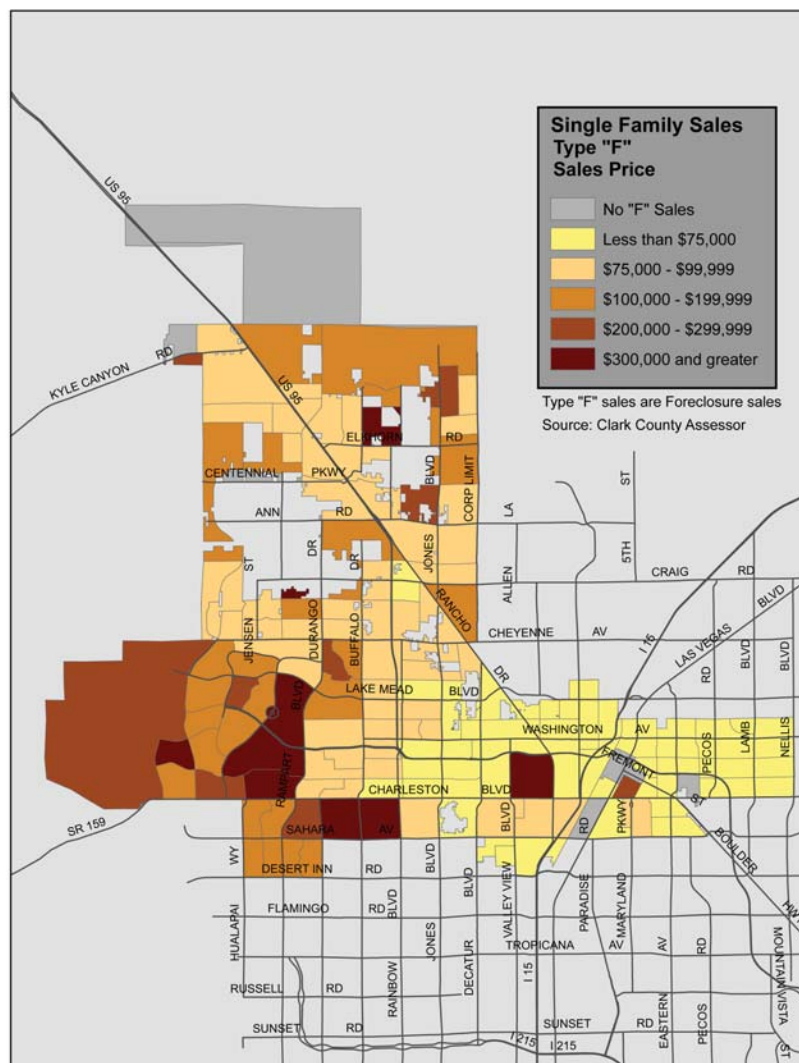 US 95
Single Family Sales
Type "F"
Sales Price
No "F" Sales
Less than $75,000
$75,000 - $99,999
$100,000 - $199,999
$200,000 - $299,999
$300,000 and greater
Type "F" sales are Foreclosure sales
Source: Clark County Assessor
KYLE CANYON RD
US 95
ELKHORN RD
CENTENNIAL PKWY
BLVD
CORP LIMIT
ANN RD
LA
ST
5TH
ST
DR
DR
JONES
ALLEN
CRAIG RD
RANCHO
DR
JENSEN
DURANGO
BUFFALO
CHEYENNE AV
I 15
LAS VEGAS BLVD
RD
BLVD
BLVD
LAKE MEAD BLVD
BLVD
WASHINGTON AV
RAMPART
FREMONT
ST
PECOS
LAMB
NELLIS
CHARLESTON BLVD
SR 159
SAHARA AV
BLVD
RD
PKWY
BOULDER
HWY
WY
DESERT INN RD
BLVD
BLVD
BLVD
VALLEY VIEW
PARADISE
MARYLAND
FLAMINGO RD
HUALAPAI
JONES
DECATUR
TROPICANA AV
AV
RD
I 15
RAINBOW
RUSSELL RD
EASTERN
PECOS
MOUNTAIN VISTA
ST
SUNSET RD
SUNSET RD
I 215
I 215